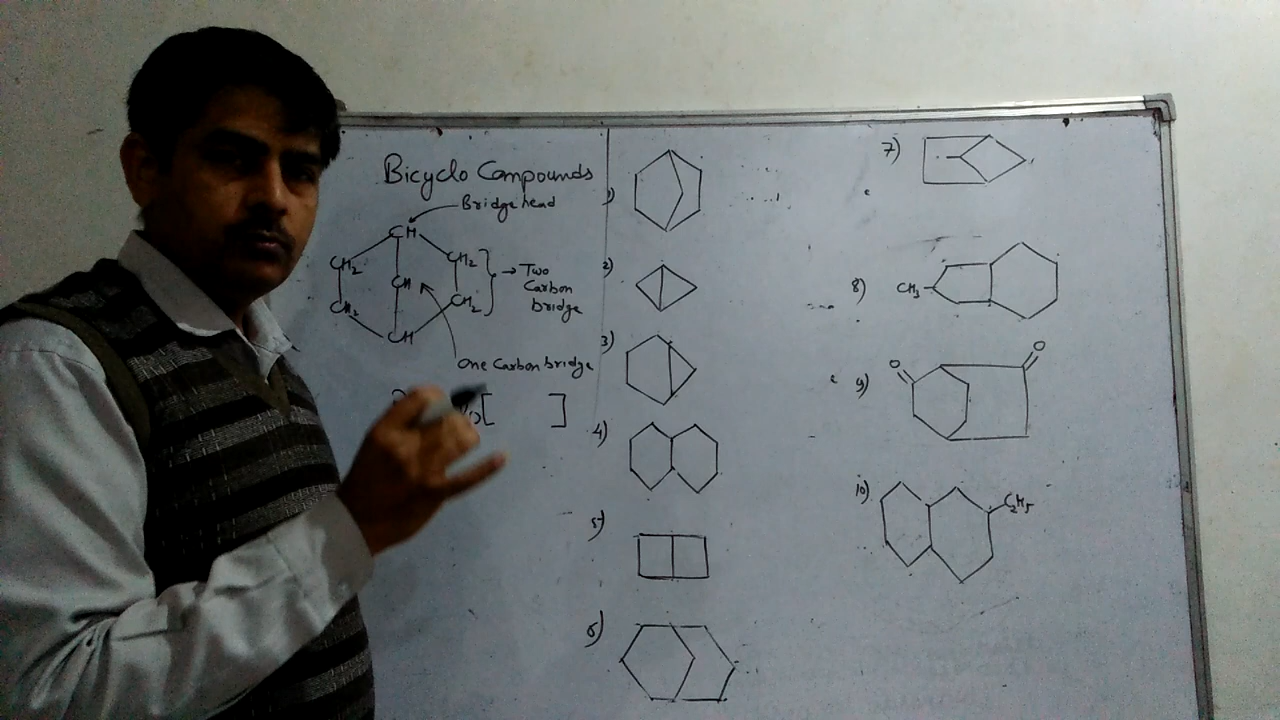 Bicyclo Compounds
Bridge head
CH
CH2
CH2
CH
→ Two
Carbon
bridge
CH2
CH2
CH
One Carbon bridge
[ ]
1)
2)
3)
4)
5)
6)
7)
8)
CH3
9)
O
O
10)
C2H5